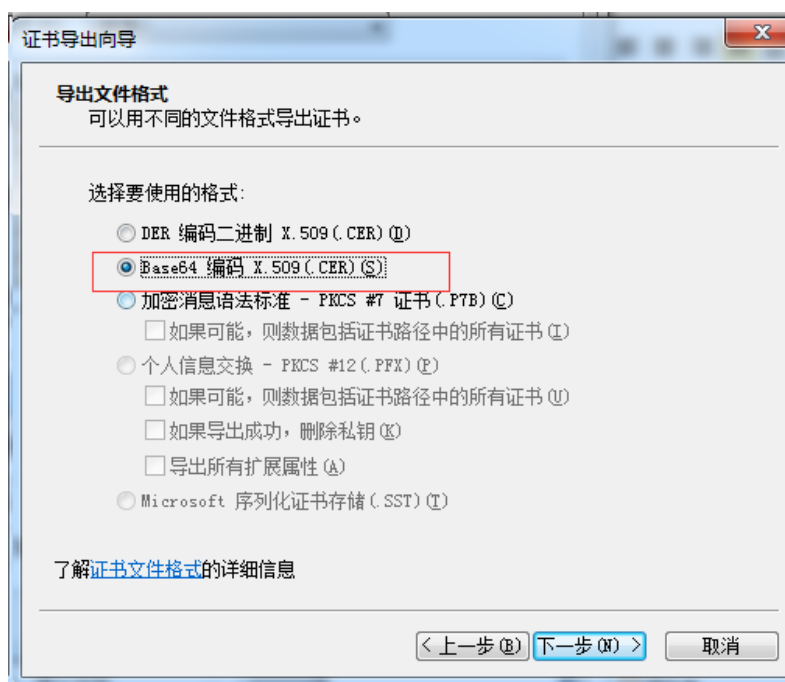 证书导出向导
导出文件格式
可以用不同的文件格式导出证书。
选择要使用的格式:
DER 编码二进制 X.509(.CER)(D)
Base64 编码 X.509(.CER)(S)
加密消息语法标准 - PKCS #7 证书(.P7B)(C)
如果可能，则数据包括证书路径中的所有证书(I)
个人信息交换 - PKCS #12(.PFX)(P)
如果可能，则数据包括证书路径中的所有证书(U)
如果导出成功，删除私钥(K)
导出所有扩展属性(A)
Microsoft 序列化证书存储(.SST)(T)
了解证书文件格式的详细信息
< 上一步(B) 下一步(N) > 取消